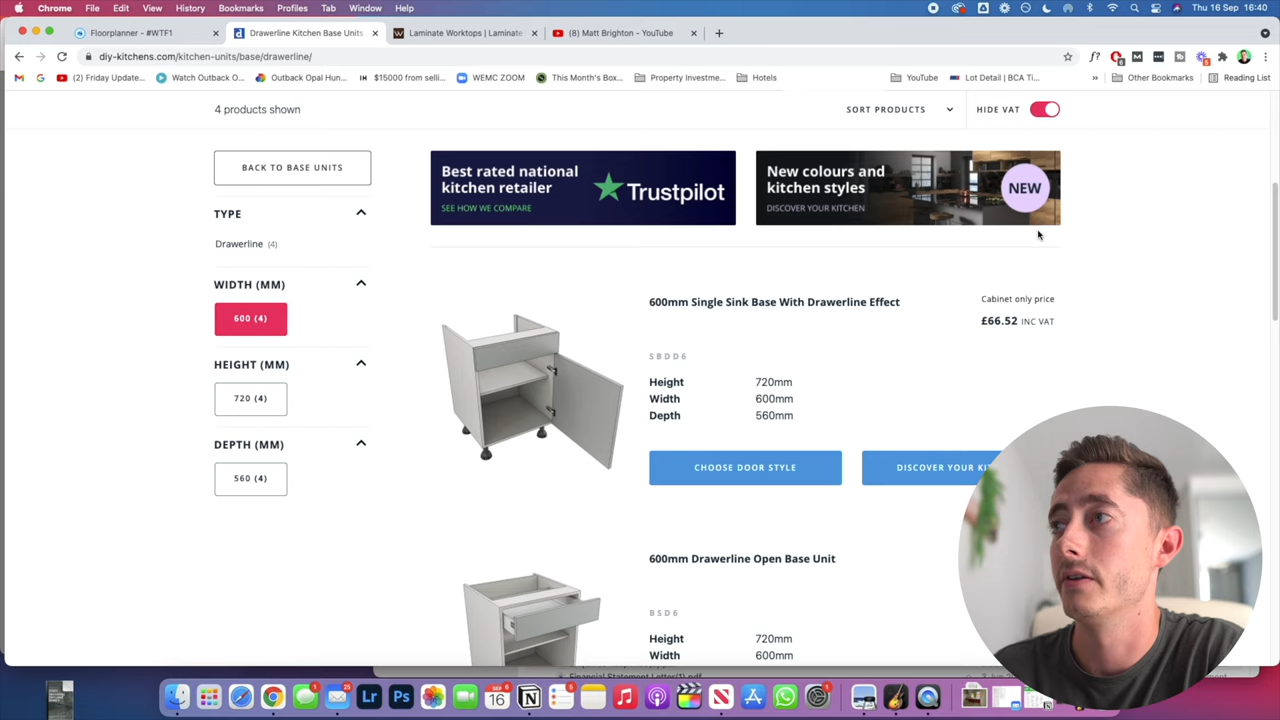 Chrome File Edit View History Bookmarks Profiles Tab Window Help Thu 16 Sep 16:40
Floorplanner - #WTF1 Drawerline Kitchen Base Units Laminate Worktops | Laminate (8) Matt Brighton - YouTube
diy-kitchens.com/kitchen-units/base/drawerline/
(2) Friday Update... Watch Outback O... Outback Opal Hun... $15000 from selli... WEMC ZOOM This Month's Bo... Property Investme... Hotels YouTube Lot Detail | BCA Ti... » Other Bookmarks Reading List
4 products shown SORT PRODUCTS HIDE VAT
BACK TO BASE UNITS
TYPE
Drawerline (4)
WIDTH (MM)
600 (4)
HEIGHT (MM)
720 (4)
DEPTH (MM)
560 (4)
Best rated national
kitchen retailer
SEE HOW WE COMPARE
Trustpilot
New colours and
kitchen styles
DISCOVER YOUR KITCHEN
NEW
600mm Single Sink Base With Drawerline Effect
Cabinet only price
£66.52 INC VAT
SBDD6
Height 720mm
Width 600mm
Depth 560mm
CHOOSE DOOR STYLE DISCOVER YOUR KIT
600mm Drawerline Open Base Unit
BSD6
Height 720mm
Width 600mm